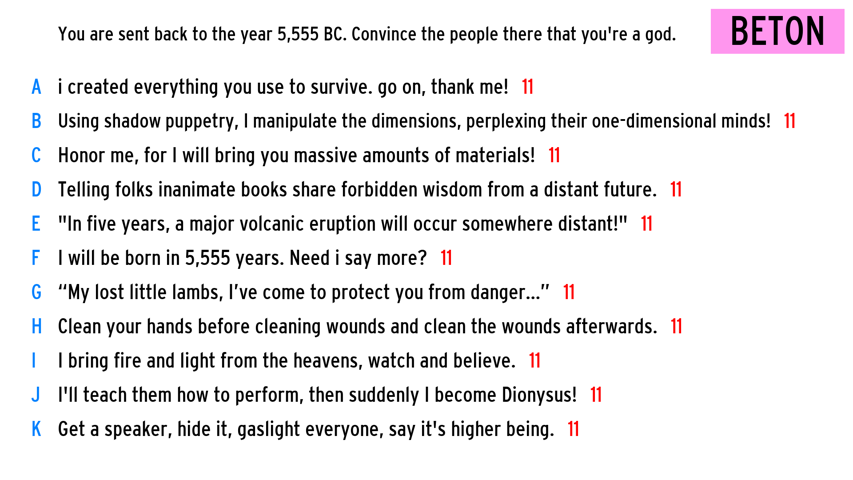 You are sent back to the year 5,555 BC. Convince the people there that you're a god.
BETON
A i created everything you use to survive. go on, thank me! 11
B Using shadow puppetry, I manipulate the dimensions, perplexing their one-dimensional minds! 11
C Honor me, for I will bring you massive amounts of materials! 11
D Telling folks inanimate books share forbidden wisdom from a distant future. 11
E "In five years, a major volcanic eruption will occur somewhere distant!" 11
F I will be born in 5,555 years. Need i say more? 11
G “My lost little lambs, I’ve come to protect you from danger...” 11
H Clean your hands before cleaning wounds and clean the wounds afterwards. 11
I I bring fire and light from the heavens, watch and believe. 11
J I'll teach them how to perform, then suddenly I become Dionysus! 11
K Get a speaker, hide it, gaslight everyone, say it's higher being. 11